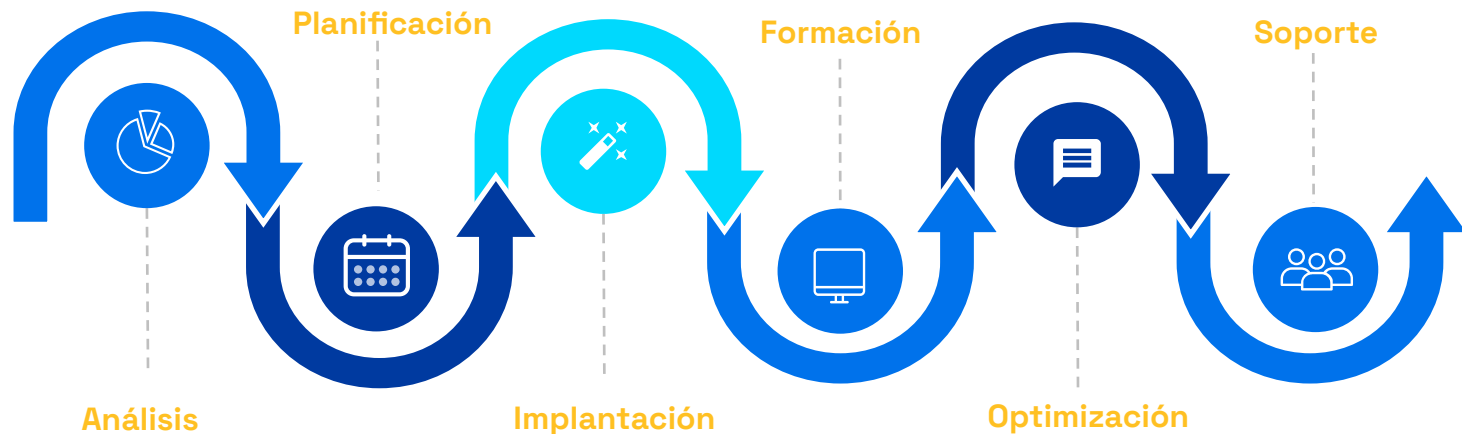 Análisis
Planificación
Implantación
Formación
Optimización
Soporte